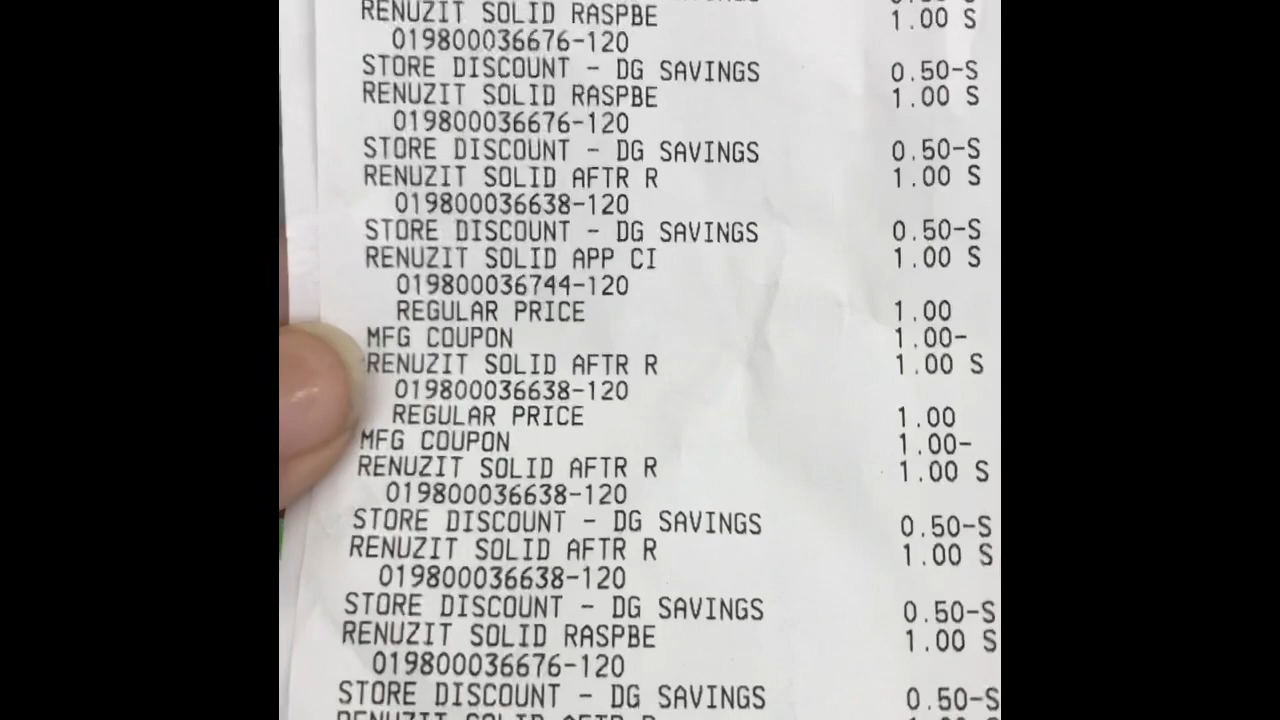 RENUZIT SOLID RASPBE 1.00 S
019800036676-120
STORE DISCOUNT - DG SAVINGS 0.50-S
RENUZIT SOLID RASPBE 1.00 S
019800036676-120
STORE DISCOUNT - DG SAVINGS 0.50-S
RENUZIT SOLID AFTR R 1.00 S
019800036638-120
STORE DISCOUNT - DG SAVINGS 0.50-S
RENUZIT SOLID APP CI 1.00 S
019800036744-120
REGULAR PRICE 1.00
MFG COUPON 1.00-
RENUZIT SOLID AFTR R 1.00 S
019800036638-120
REGULAR PRICE 1.00
MFG COUPON 1.00-
RENUZIT SOLID AFTR R 1.00 S
019800036638-120
STORE DISCOUNT - DG SAVINGS 0.50-S
RENUZIT SOLID AFTR R 1.00 S
019800036638-120
STORE DISCOUNT - DG SAVINGS 0.50-S
RENUZIT SOLID RASPBE 1.00 S
019800036676-120
STORE DISCOUNT - DG SAVINGS 0.50-S
RENUZIT SOLID AFTR R